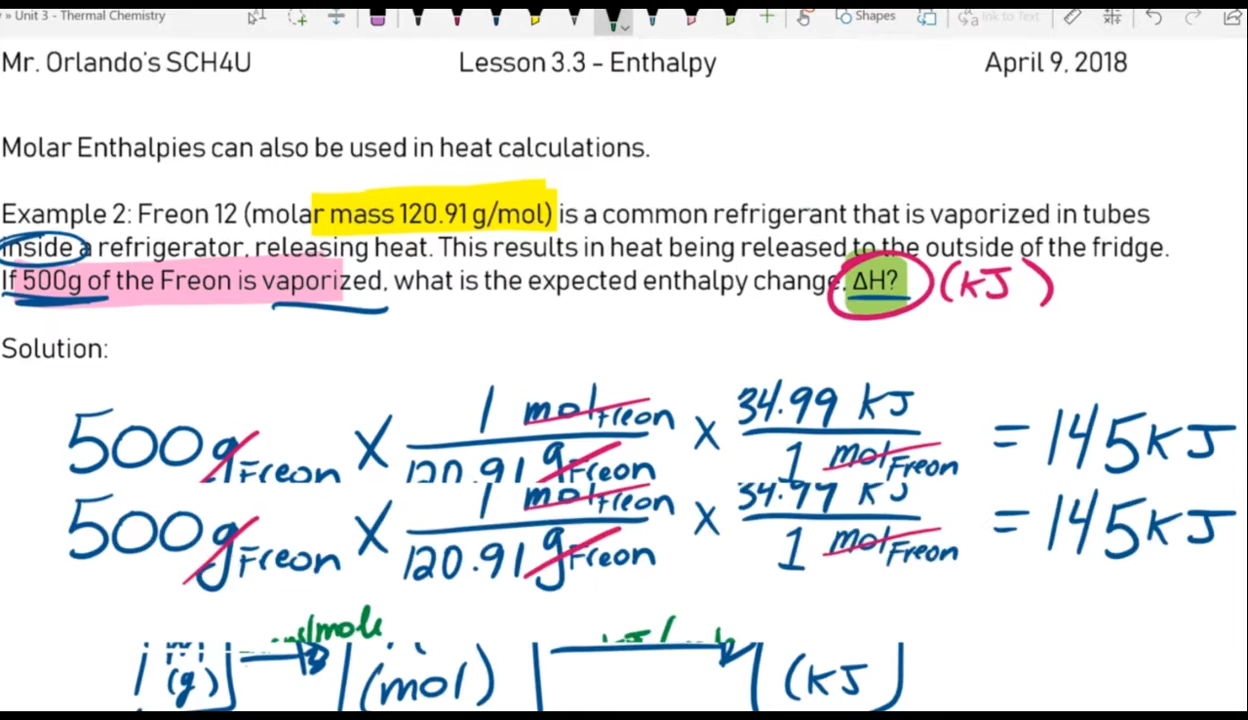 » Unit 3 - Thermal Chemistry
Shapes
Ink to Text
Mr. Orlando's SCH4U Lesson 3.3 - Enthalpy April 9, 2018
Molar Enthalpies can also be used in heat calculations.
Example 2: Freon 12 (molar mass 120.91 g/mol) is a common refrigerant that is vaporized in tubes
inside a refrigerator, releasing heat. This results in heat being released to the outside of the fridge.
If 500g of the Freon is vaporized, what is the expected enthalpy change, ΔH? (kJ)
Solution:
1 mol Freon 34.99 kJ
500g Freon × × = 145kJ
120.91 g Freon 1 mol Freon
1 mol Freon 34.99 kJ
500g Freon × × = 145kJ
120.91 g Freon 1 mol Freon
/mole
(g) (mol) (kJ)